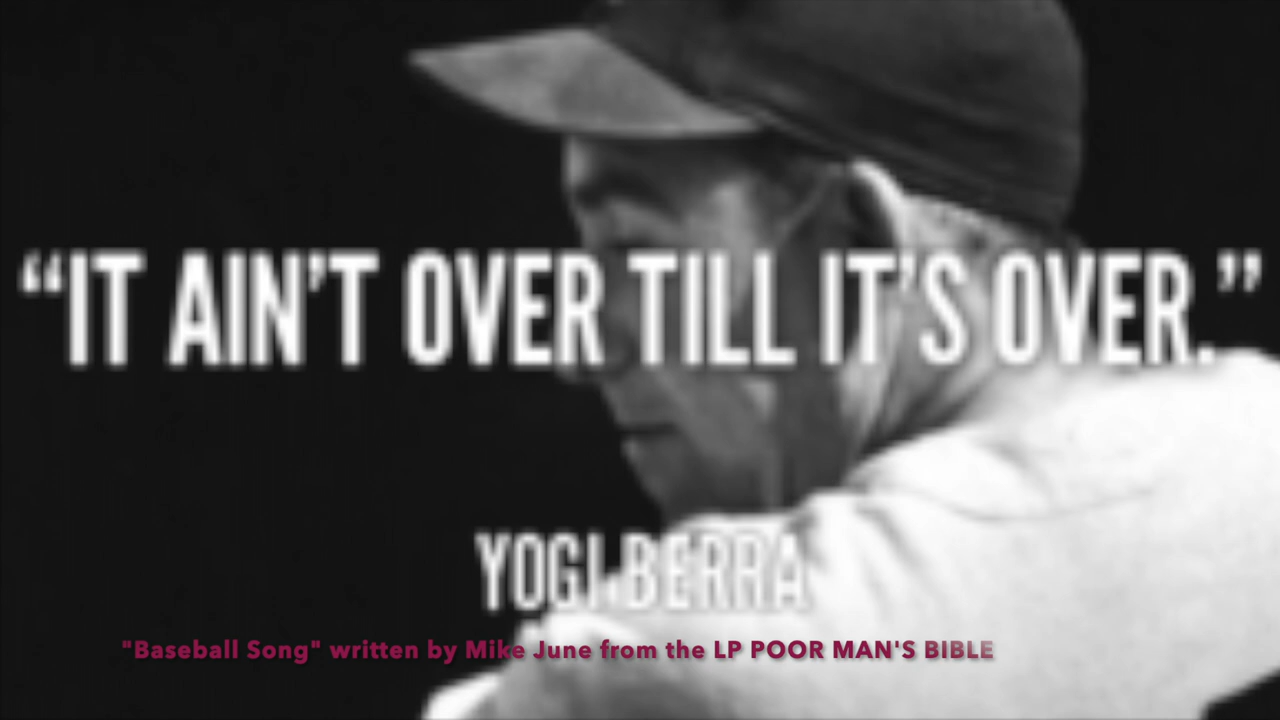 “IT AIN’T OVER TILL IT’S OVER.”
YOGI BERRA
"Baseball Song" written by Mike June from the LP POOR MAN'S BIBLE